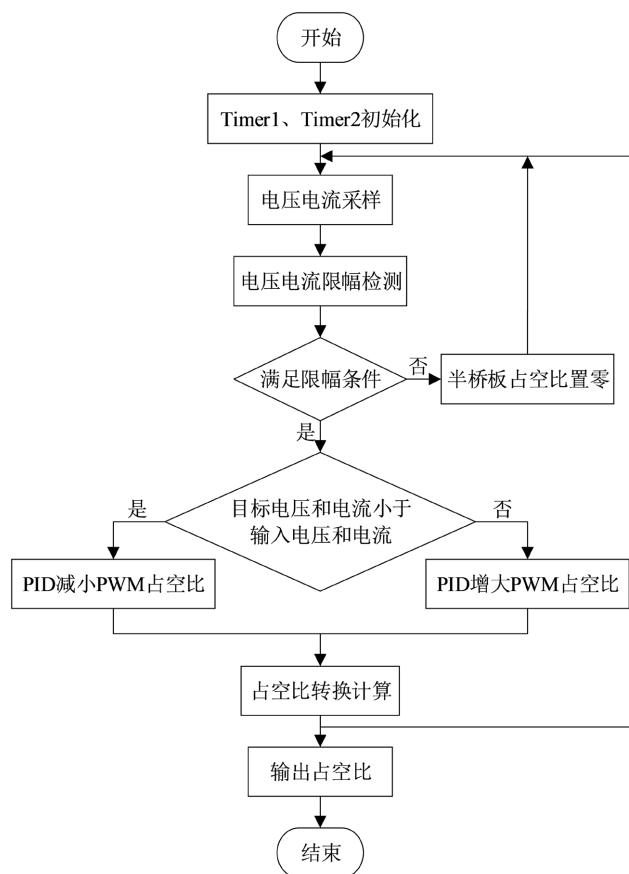 开始
Timer1、Timer2初始化
电压电流采样
电压电流限幅检测
满足限幅条件
否
半桥板占空比置零
是
目标电压和电流小于
输入电压和电流
是
否
PID减小PWM占空比
PID增大PWM占空比
占空比转换计算
输出占空比
结束